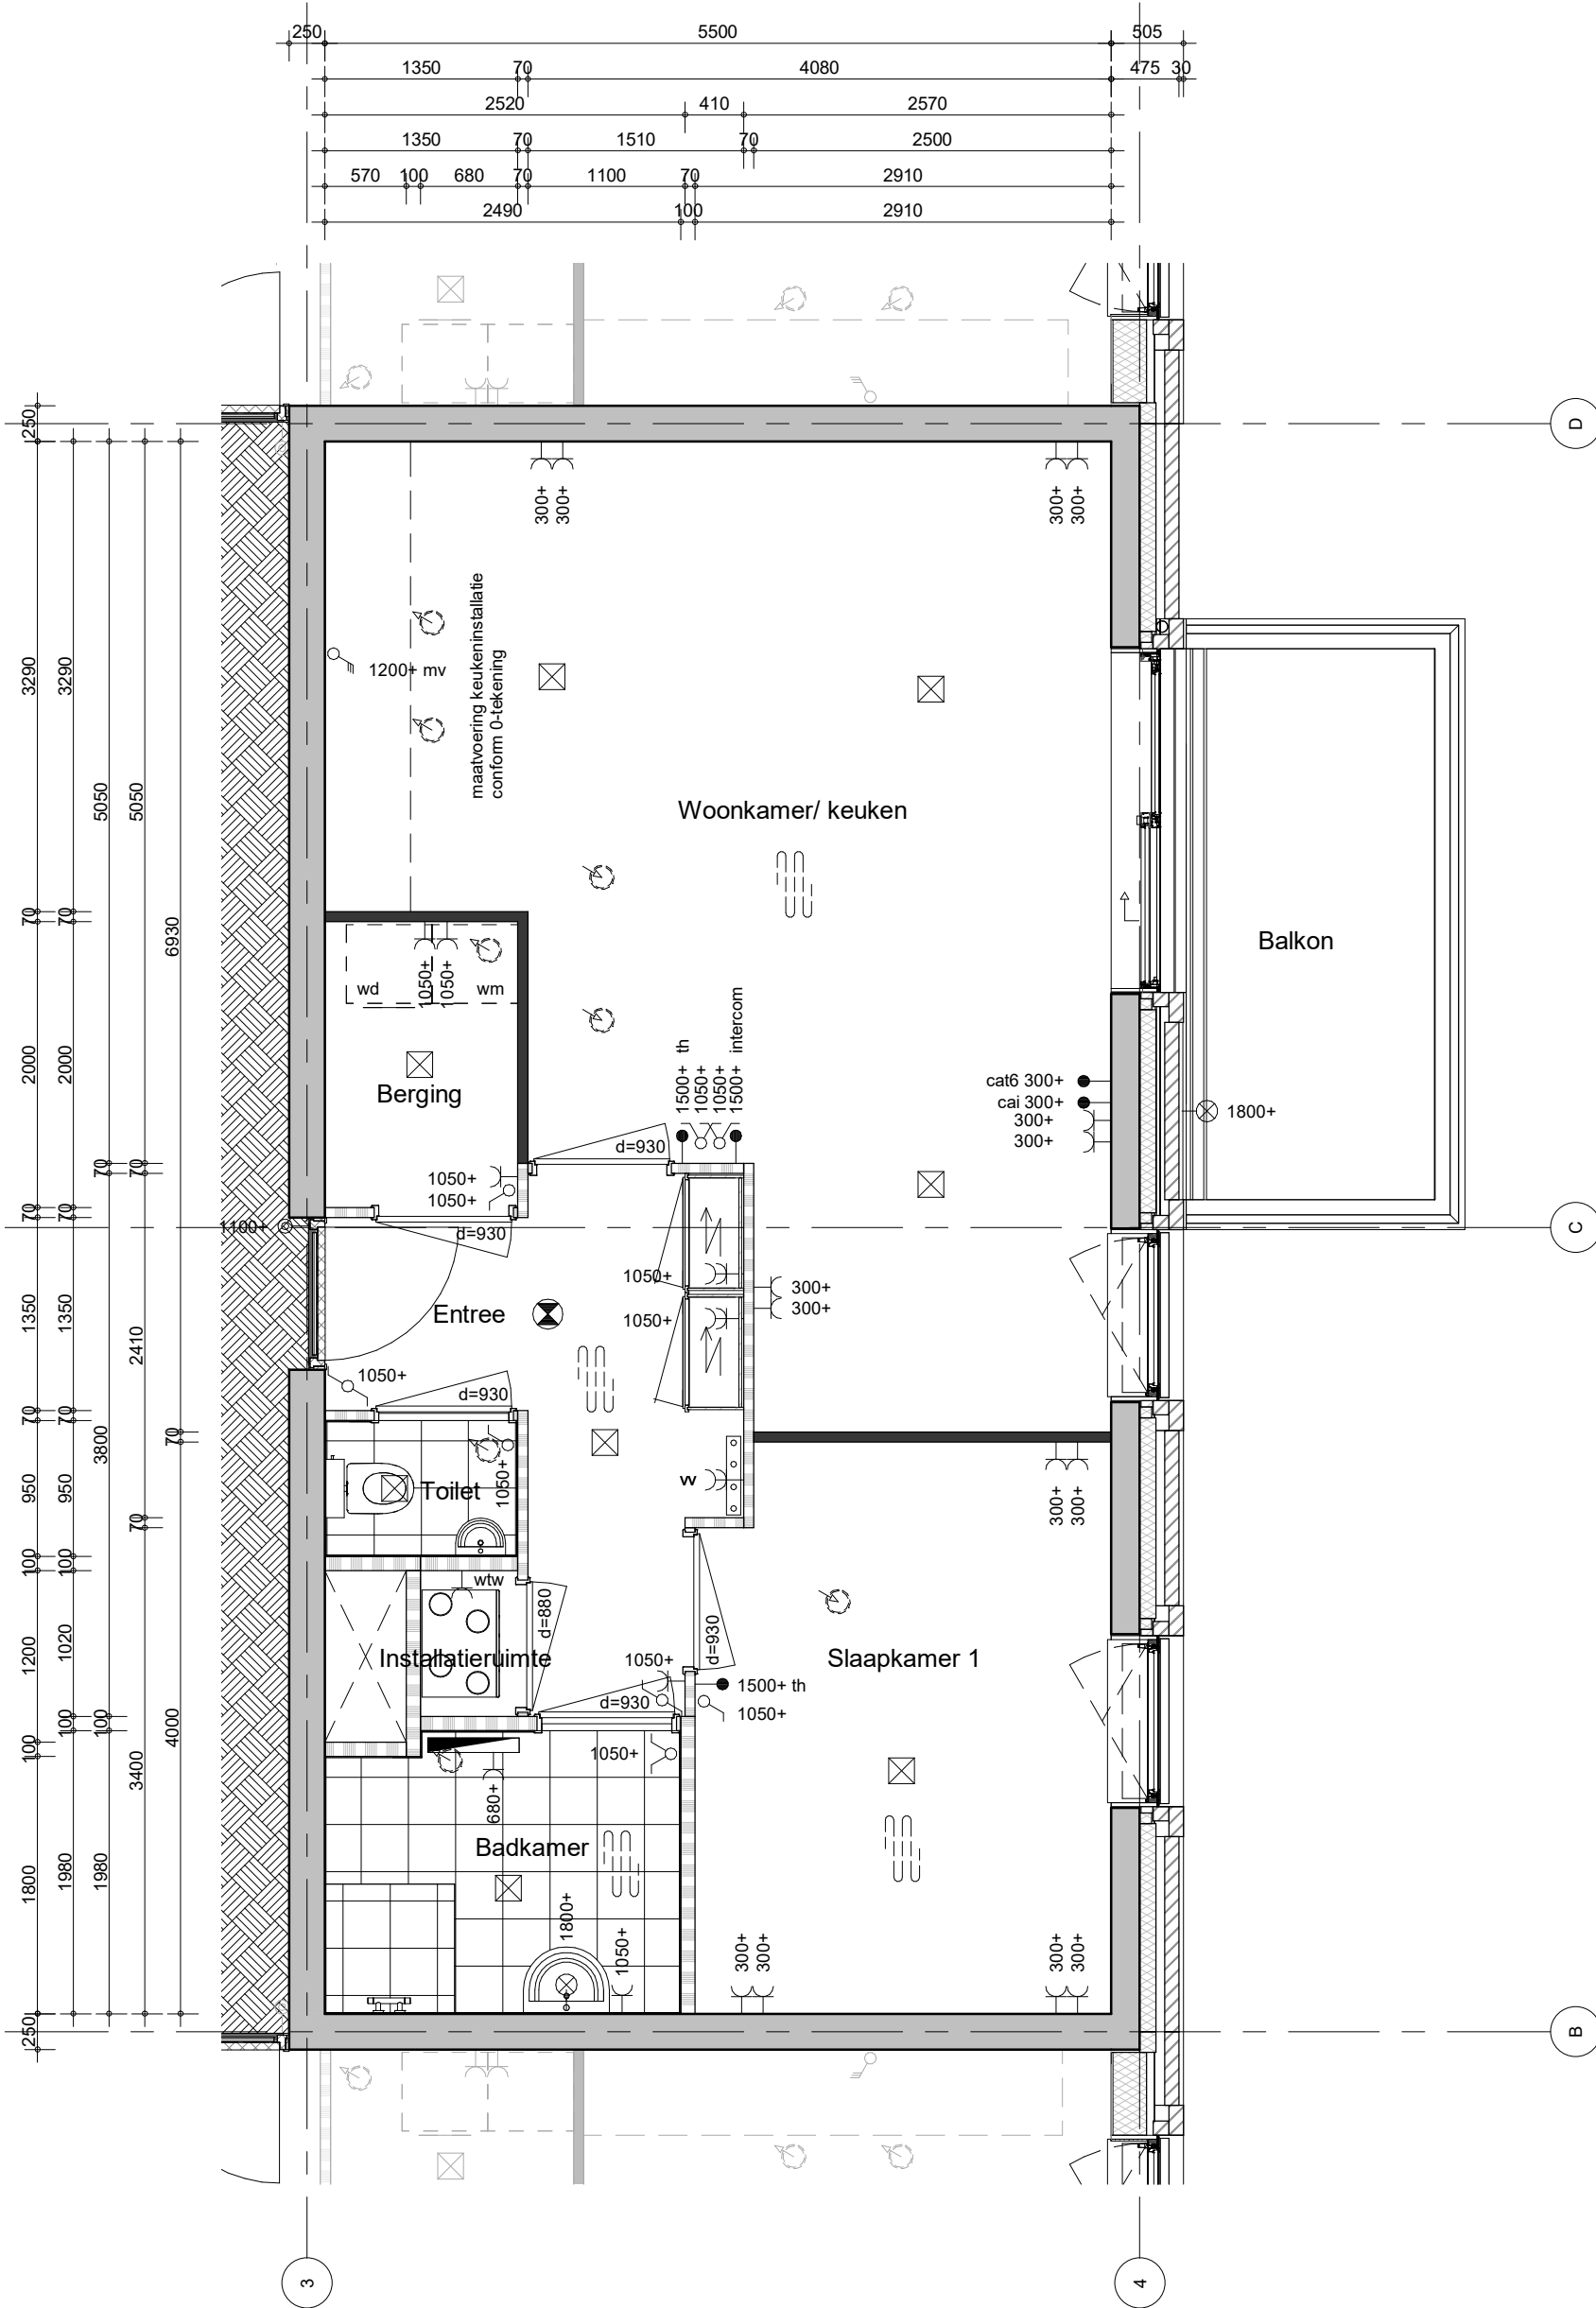 250 5500 505
1350 70 4080 475 30
2520 410 2570
1350 70 1510 70 2500
570 100 680 70 1100 70 2910
2490 100 2910
250 3290 70 2000 70 1350 70 950 100 1200 100 1800 250
3290 70 2000 70 1350 70 950 100 1020 100 1980
5050 70 3800 100 1980
5050 70 2410 70 3400
6930 70 4000
D
300+
300+
300+
300+
1200+ mv
maatvoering keukeninstallatie
conform 0-tekening
Woonkamer/ keuken
Balkon
wd
1050+
1050+
wm
Berging
1500+ th
1050+
1050+
1500+ intercom
cat6 300+
cai 300+
300+
300+
1800+
d=930
1050+
1050+
1100+
d=930
C
1050+
300+
300+
Entree
1050+
1050+
d=930
Toilet
1050+
vv
300+
300+
wtw
d=880
d=930
Installatieruimte
Slaapkamer 1
1050+
1500+ th
d=930
1050+
1050+
680+
Badkamer
1800+
1050+
300+
300+
300+
300+
B
3
4